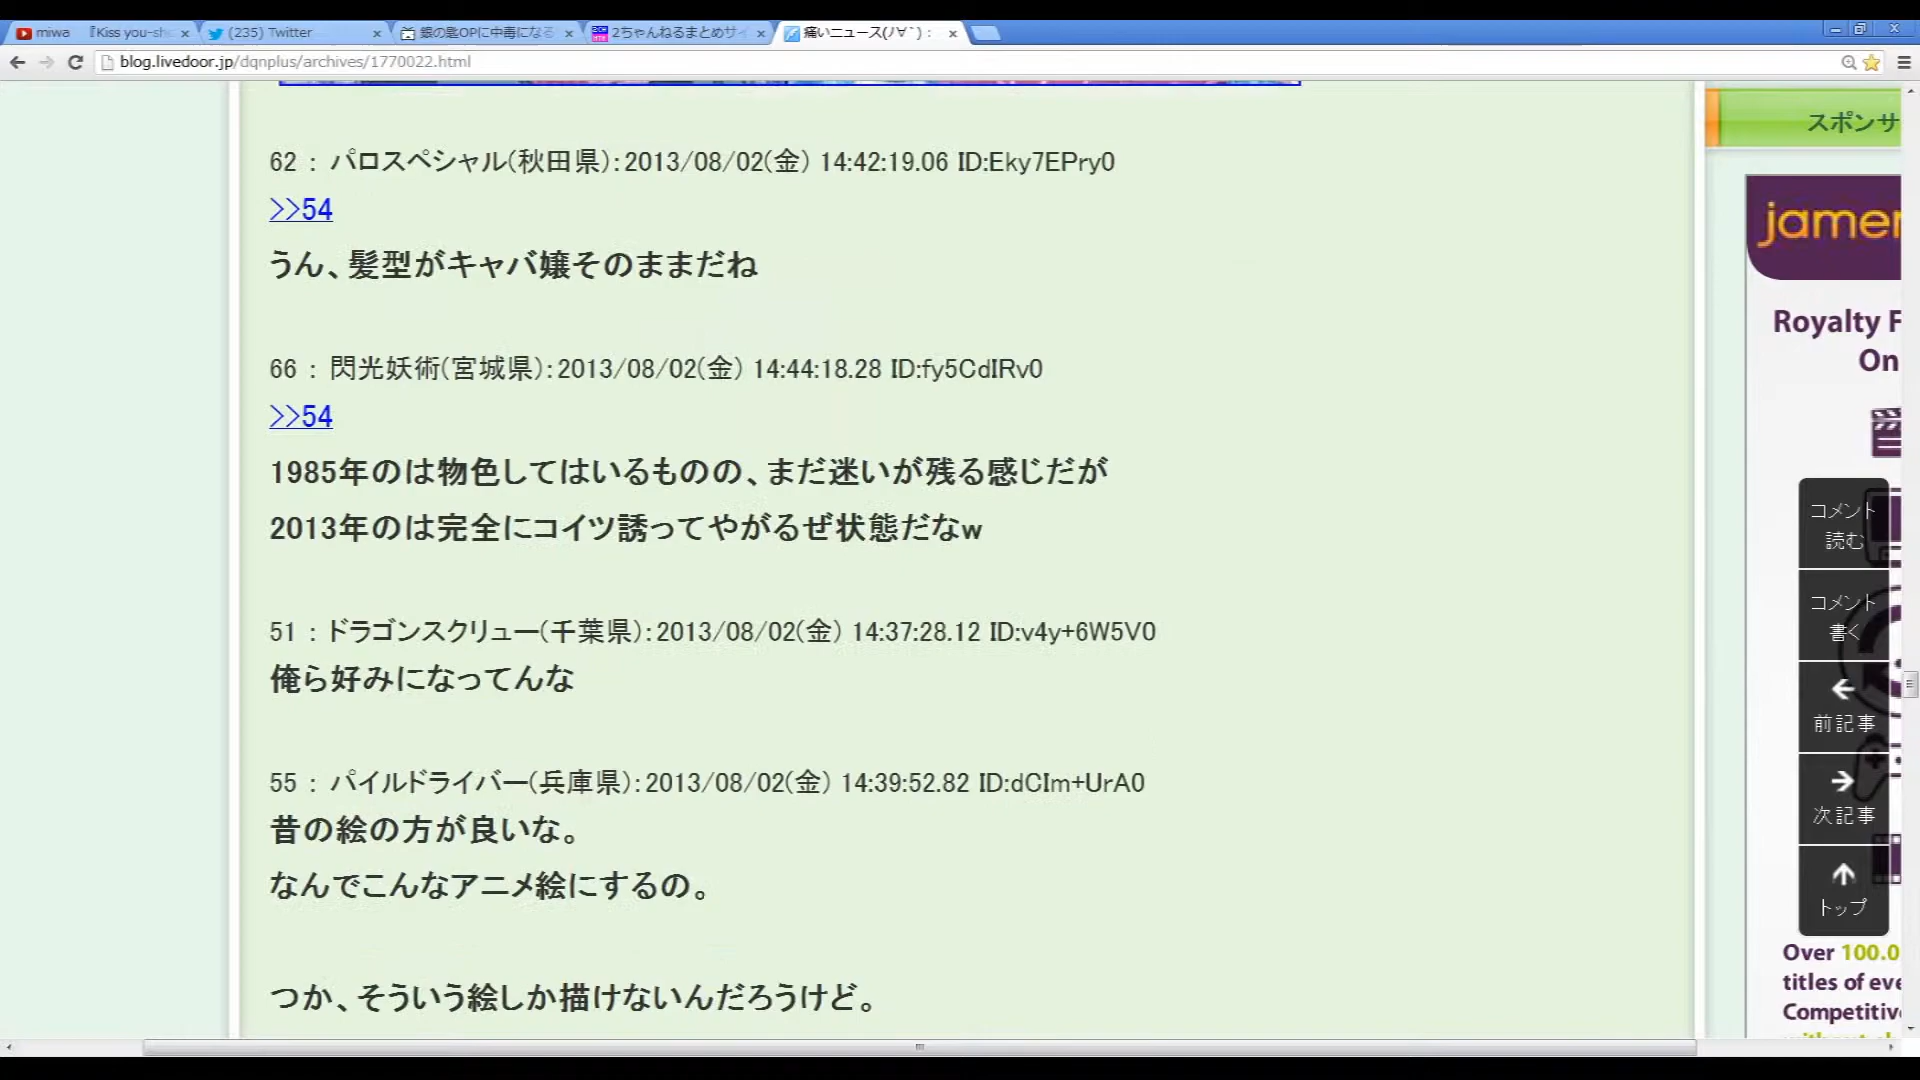 miwa 『Kiss you-sh
(235) Twitter
銀の匙OPに中毒になる
2ちゃんねるまとめサイ
痛いニュース(ノ∀`) :
blog.livedoor.jp/dqnplus/archives/1770022.html
62 : パロスペシャル(秋田県):2013/08/02(金) 14:42:19.06 ID:Eky7EPry0
>>54
うん、髪型がキャバ嬢そのままだね
66 : 閃光妖術(宮城県):2013/08/02(金) 14:44:18.28 ID:fy5CdIRv0
>>54
1985年のは物色してはいるものの、まだ迷いが残る感じだが
2013年のは完全にコイツ誘ってやがるぜ状態だなw
51 : ドラゴンスクリュー(千葉県):2013/08/02(金) 14:37:28.12 ID:v4y+6W5V0
俺ら好みになってんな
55 : パイルドライバー(兵庫県):2013/08/02(金) 14:39:52.82 ID:dCIm+UrA0
昔の絵の方が良いな。
なんでこんなアニメ絵にするの。
つか、そういう絵しか描けないんだろうけど。
スポンサ
jamen
Royalty F
On
コメント
読む
コメント
書く
前記事
次記事
トップ
Over 100.0
titles of eve
Competitiv